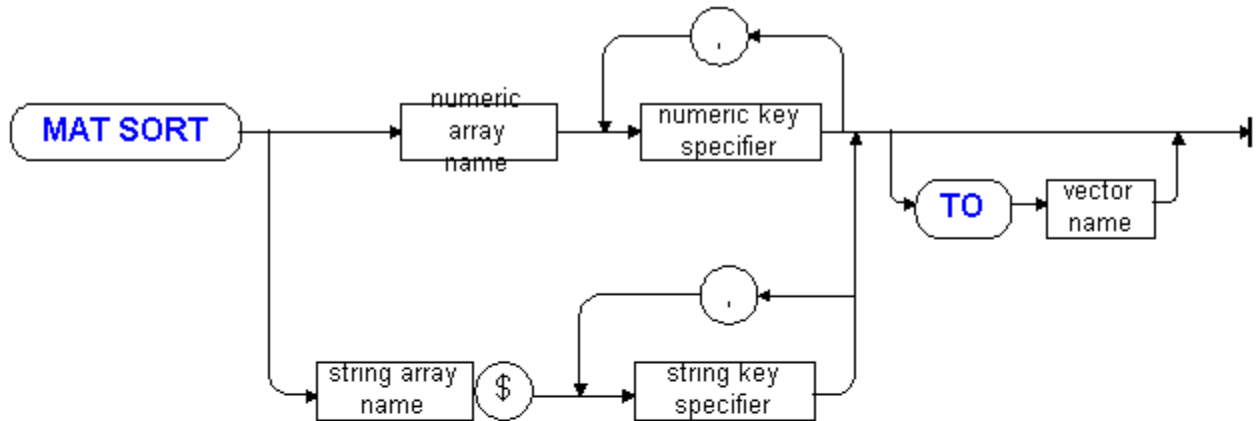 ,
MAT SORT
numeric
array
name
numeric key
specifier
TO
vector
name
,
string array
name
$
string key
specifier